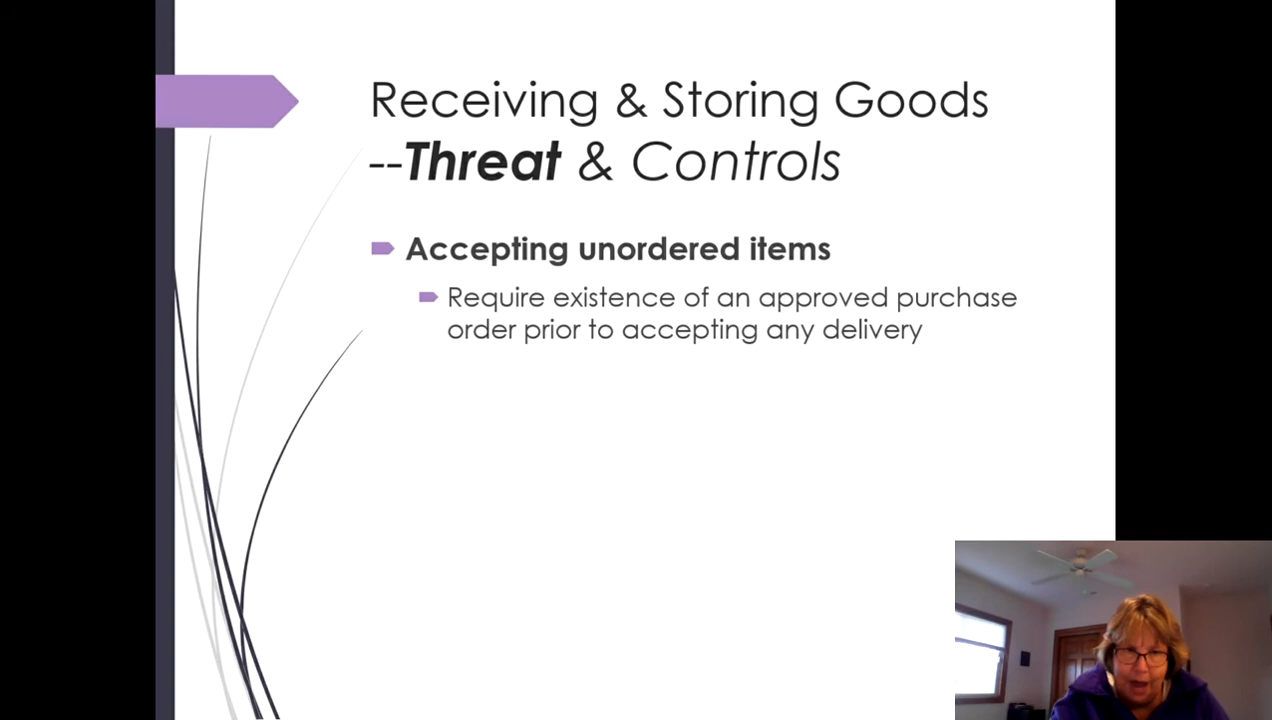 Receiving & Storing Goods
--Threat & Controls
Accepting unordered items
Require existence of an approved purchase
order prior to accepting any delivery